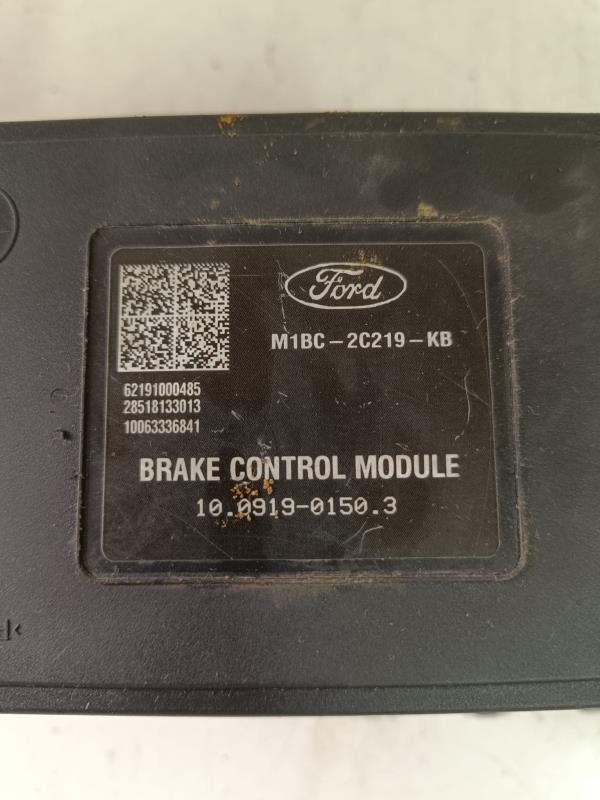 Ford
M1BC-2C219-KB
62191000485
28518133013
10063336841
BRAKE CONTROL MODULE
10.0919-0150.3